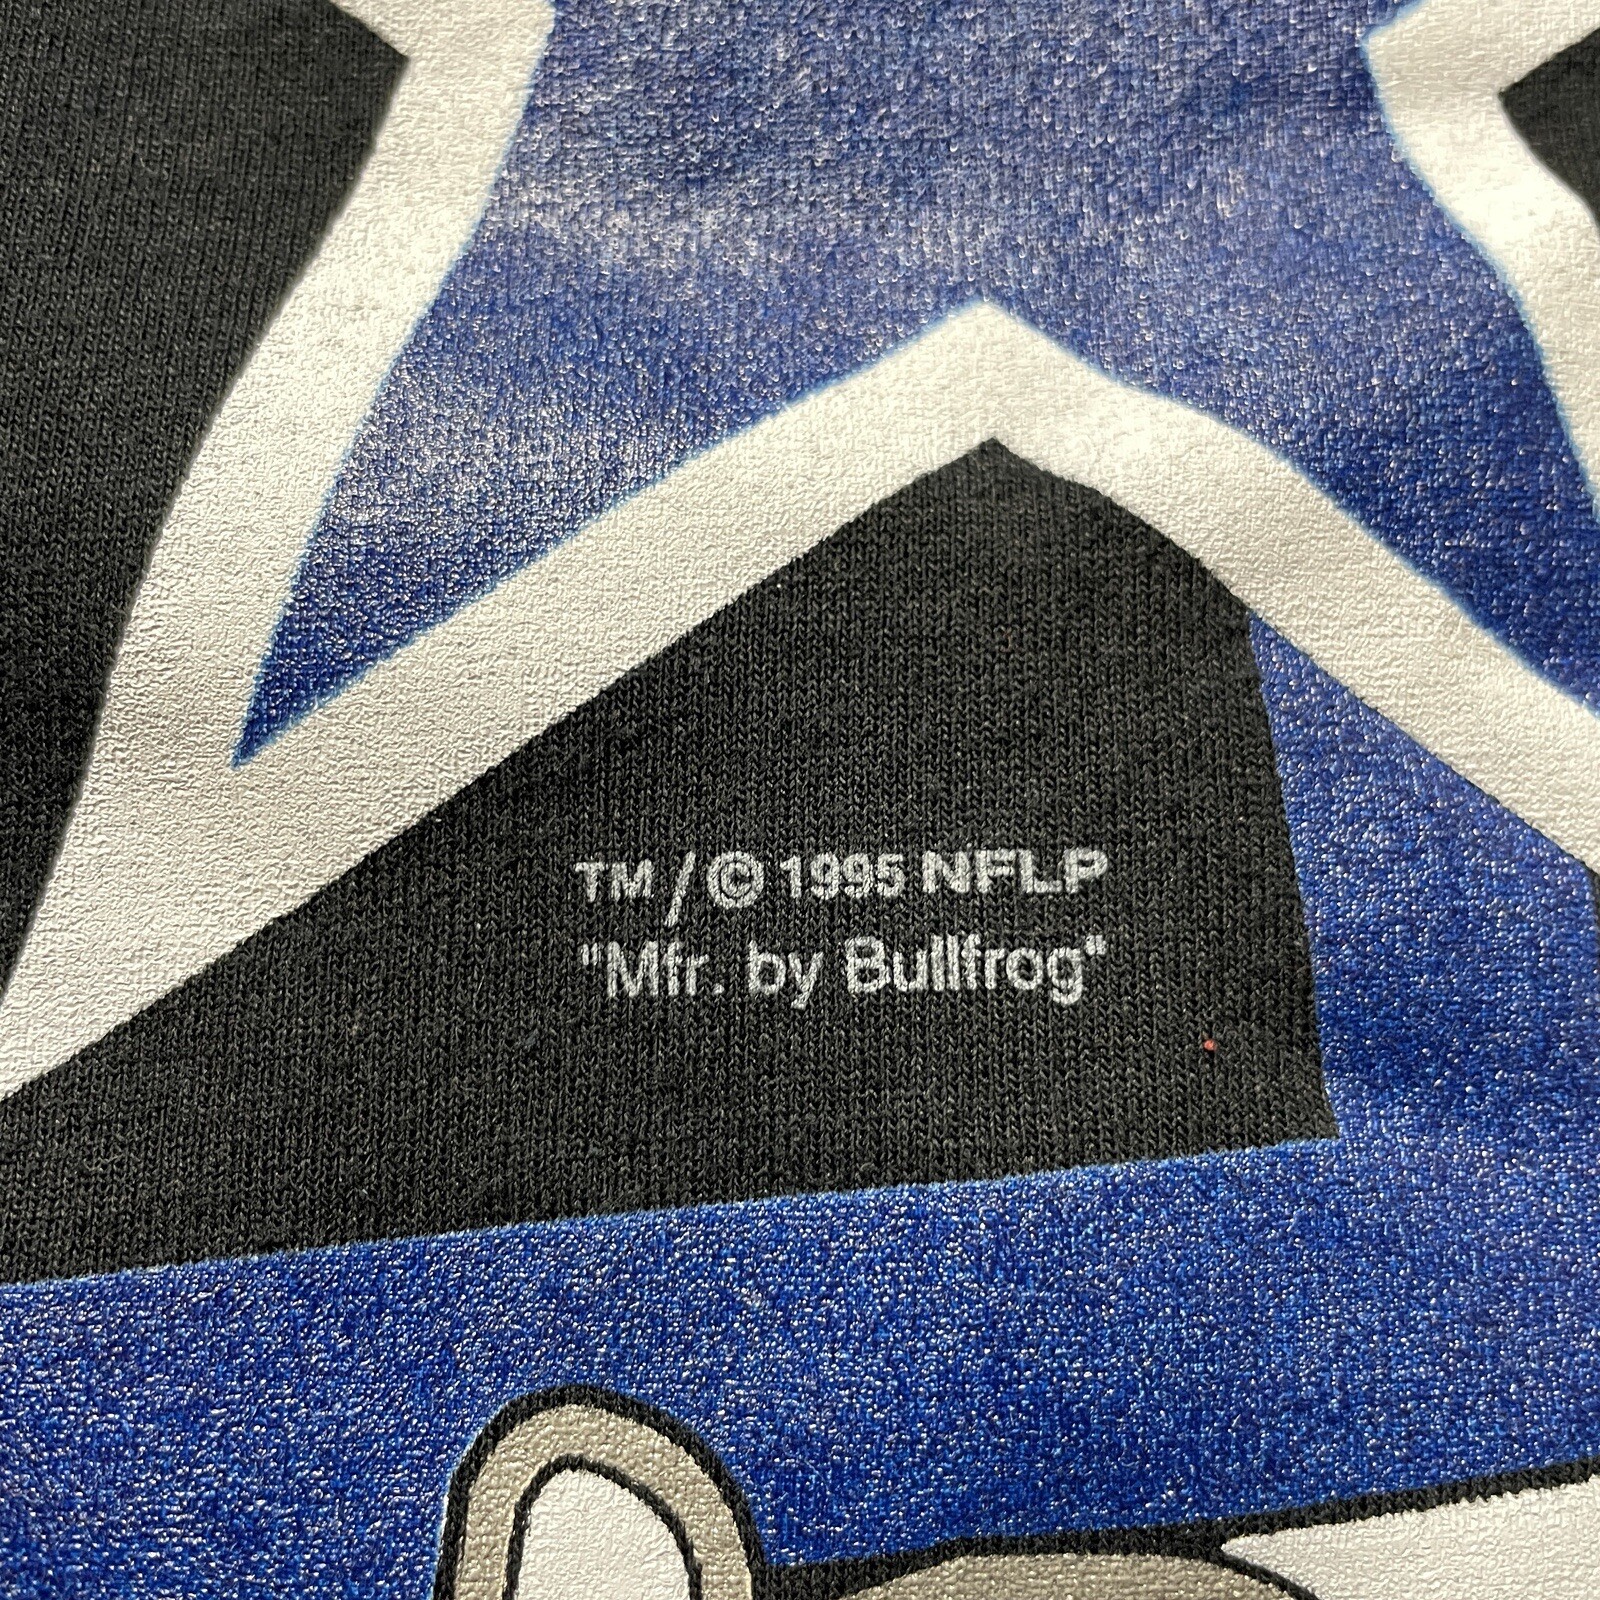 TM / © 1995 NFLP
"Mfr. by Bullfrog"